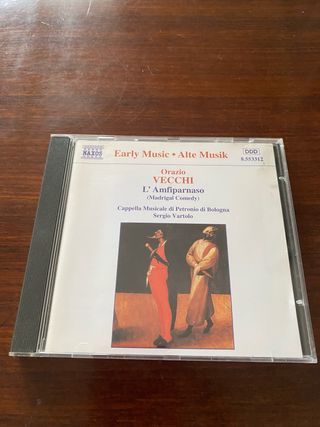 NAXOS
DDD
8.553312
Early Music • Alte Musik
Orazio
VECCHI
L'Amfiparnaso
(Madrigal Comedy)
Cappella Musicale di Petronio di Bologna
Sergio Vartolo